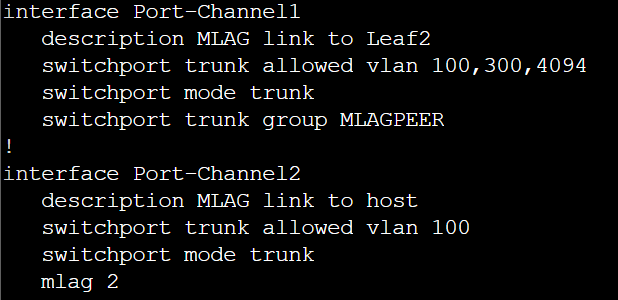 interface Port-Channel1
   description MLAG link to Leaf2
   switchport trunk allowed vlan 100,300,4094
   switchport mode trunk
   switchport trunk group MLAGPEER
!
interface Port-Channel2
   description MLAG link to host
   switchport trunk allowed vlan 100
   switchport mode trunk
   mlag 2